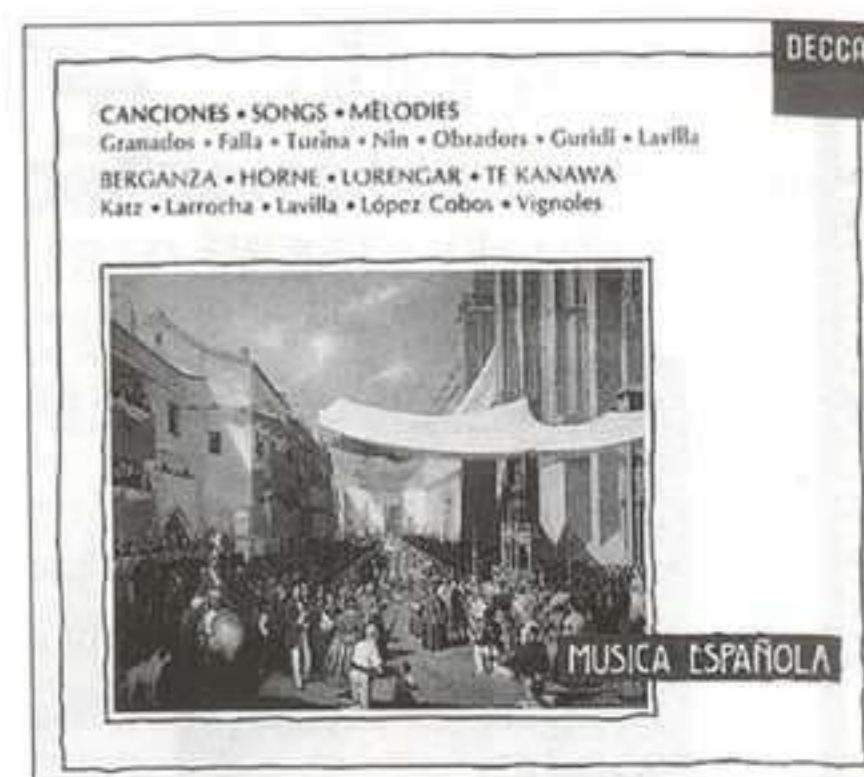 DECCA
CANCIONES • SONGS • MÈLODIES
Granados • Falla • Turina • Nin • Obradors • Guridi • Lavilla
BERGANZA • HORNE • LORENGAR • TE KANAWA
Katz • Larrocha • Lavilla • López Cobos • Vignoles
MUSICA ESPAÑOLA